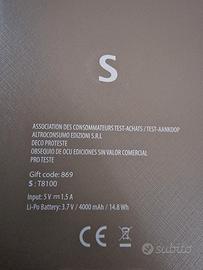 S
ASSOCIATION DES CONSOMMATEURS TEST-ACHATS / TEST-AANKOOP
ALTROCONSUMO EDIZIONI S.R.L
DECO PROTESTE
OBSEQUIO DE OCU EDICIONES SIN VALOR COMERCIAL
PRO TESTE
Gift code: 869
S : T8100
Input: 5 V⎓1.5 A
Li-Po Battery: 3.7 V / 4000 mAh / 14.8 Wh
CE
subito